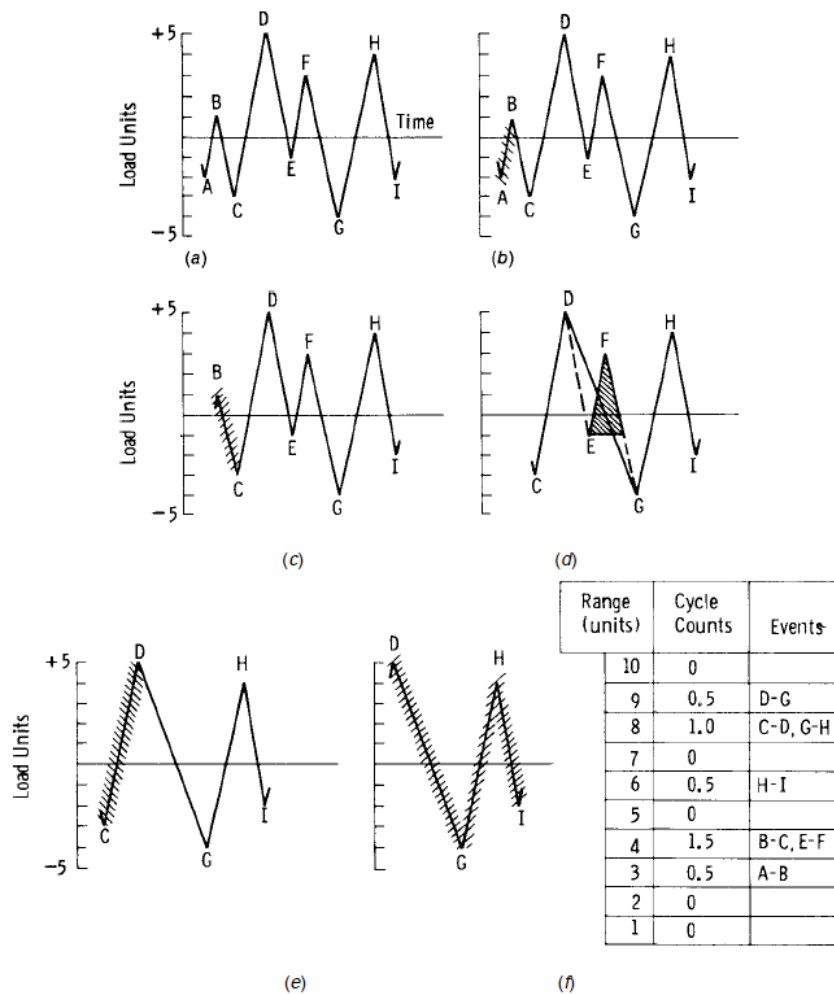 +5
Load Units
-5
A
B
C
D
E
F
G
H
I
Time
(a)
A
B
C
D
E
F
G
H
I
(b)
+5
Load Units
-5
B
C
D
E
F
G
H
I
(c)
C
D
E
F
G
H
I
(d)
+5
Load Units
-5
C
D
G
H
I
(e)
D
G
H
I
(f)
Range (units) Cycle Counts Events
10 0
9 0.5 D-G
8 1.0 C-D, G-H
7 0
6 0.5 H-I
5 0
4 1.5 B-C, E-F
3 0.5 A-B
2 0
1 0